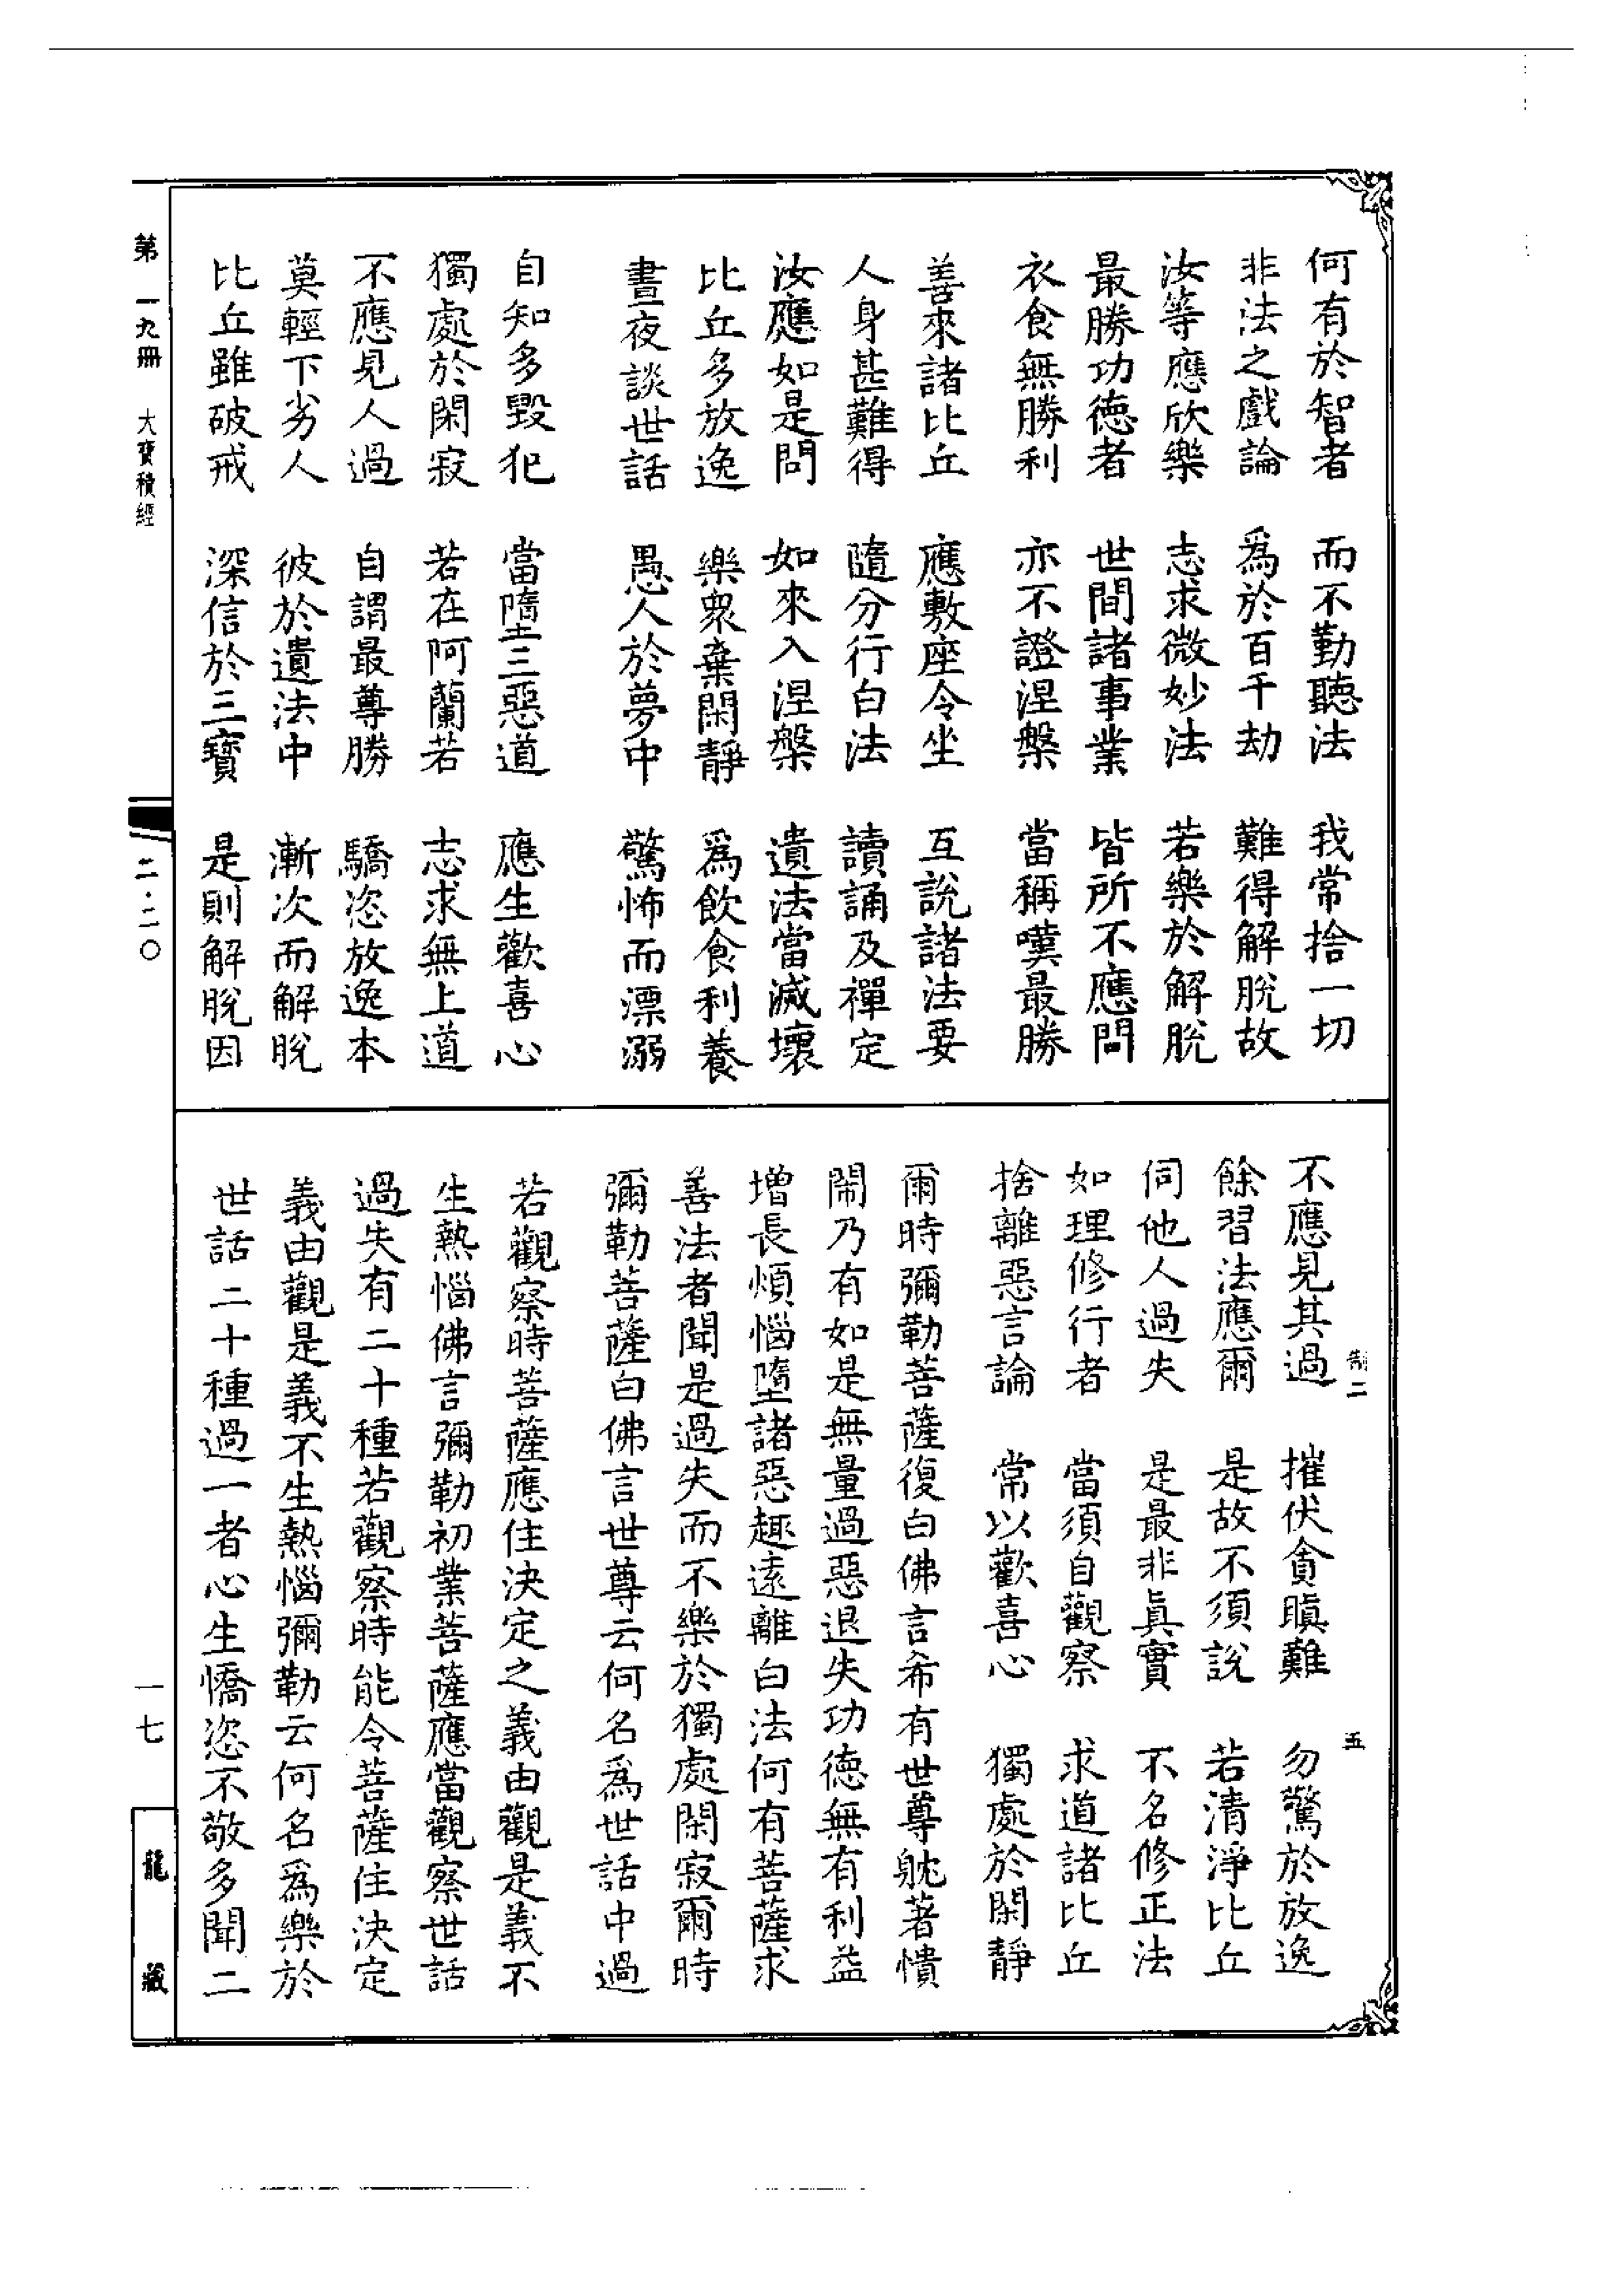 何有於智者　而不勤聽法　我常捨一切
非法之戲論　爲於百千劫　難得解脫故
汝等應欣樂　志求微妙法　若樂於解脫
最勝功德者　世間諸事業　皆所不應問
衣食無勝利　亦不證涅槃　當稱嘆最勝
善來諸比丘　應敷座令坐　互說諸法要
人身甚難得　隨分行白法　讀誦及禪定
汝應如是問　如來入涅槃　遺法當滅壞
比丘多放逸　樂衆棄閑靜　爲飲食利養
晝夜談世話　愚人於夢中　驚怖而漂溺
自知多毀犯　當墮三惡道　應生歡喜心
獨處於閑寂　若在阿蘭若　志求無上道
不應見人過　自謂最尊勝　驕恣放逸本
莫輕下劣人　彼於遺法中　漸次而解脫
比丘雖破戒　深信於三寶　是則解脫因
不應見其過　摧伏貪瞋難　勿驚於放逸
餘習法應爾　是故不須說　若清淨比丘
伺他人過失　是最非眞實　不名修正法
如理修行者　當須自觀察　求道諸比丘
捨離惡言論　常以歡喜心　獨處於閑靜
爾時彌勒菩薩復白佛言希有世尊躭著憒
鬧乃有如是無量過惡退失功德無有利益
增長煩惱墮諸惡趣遠離白法何有菩薩求
善法者聞是過失而不樂於獨處閑寂爾時
彌勒菩薩白佛言世尊云何名爲世話中過
若觀察時菩薩應住決定之義由觀是義不
生熱惱佛言彌勒初業菩薩應當觀察世話
過失有二十種若觀察時能令菩薩住決定
義由觀是義不生熱惱彌勒云何名爲樂於
世話二十種過一者心生憍恣不敬多聞二
二
五
第一九冊　大寶積經
二·二〇
一七
龍藏